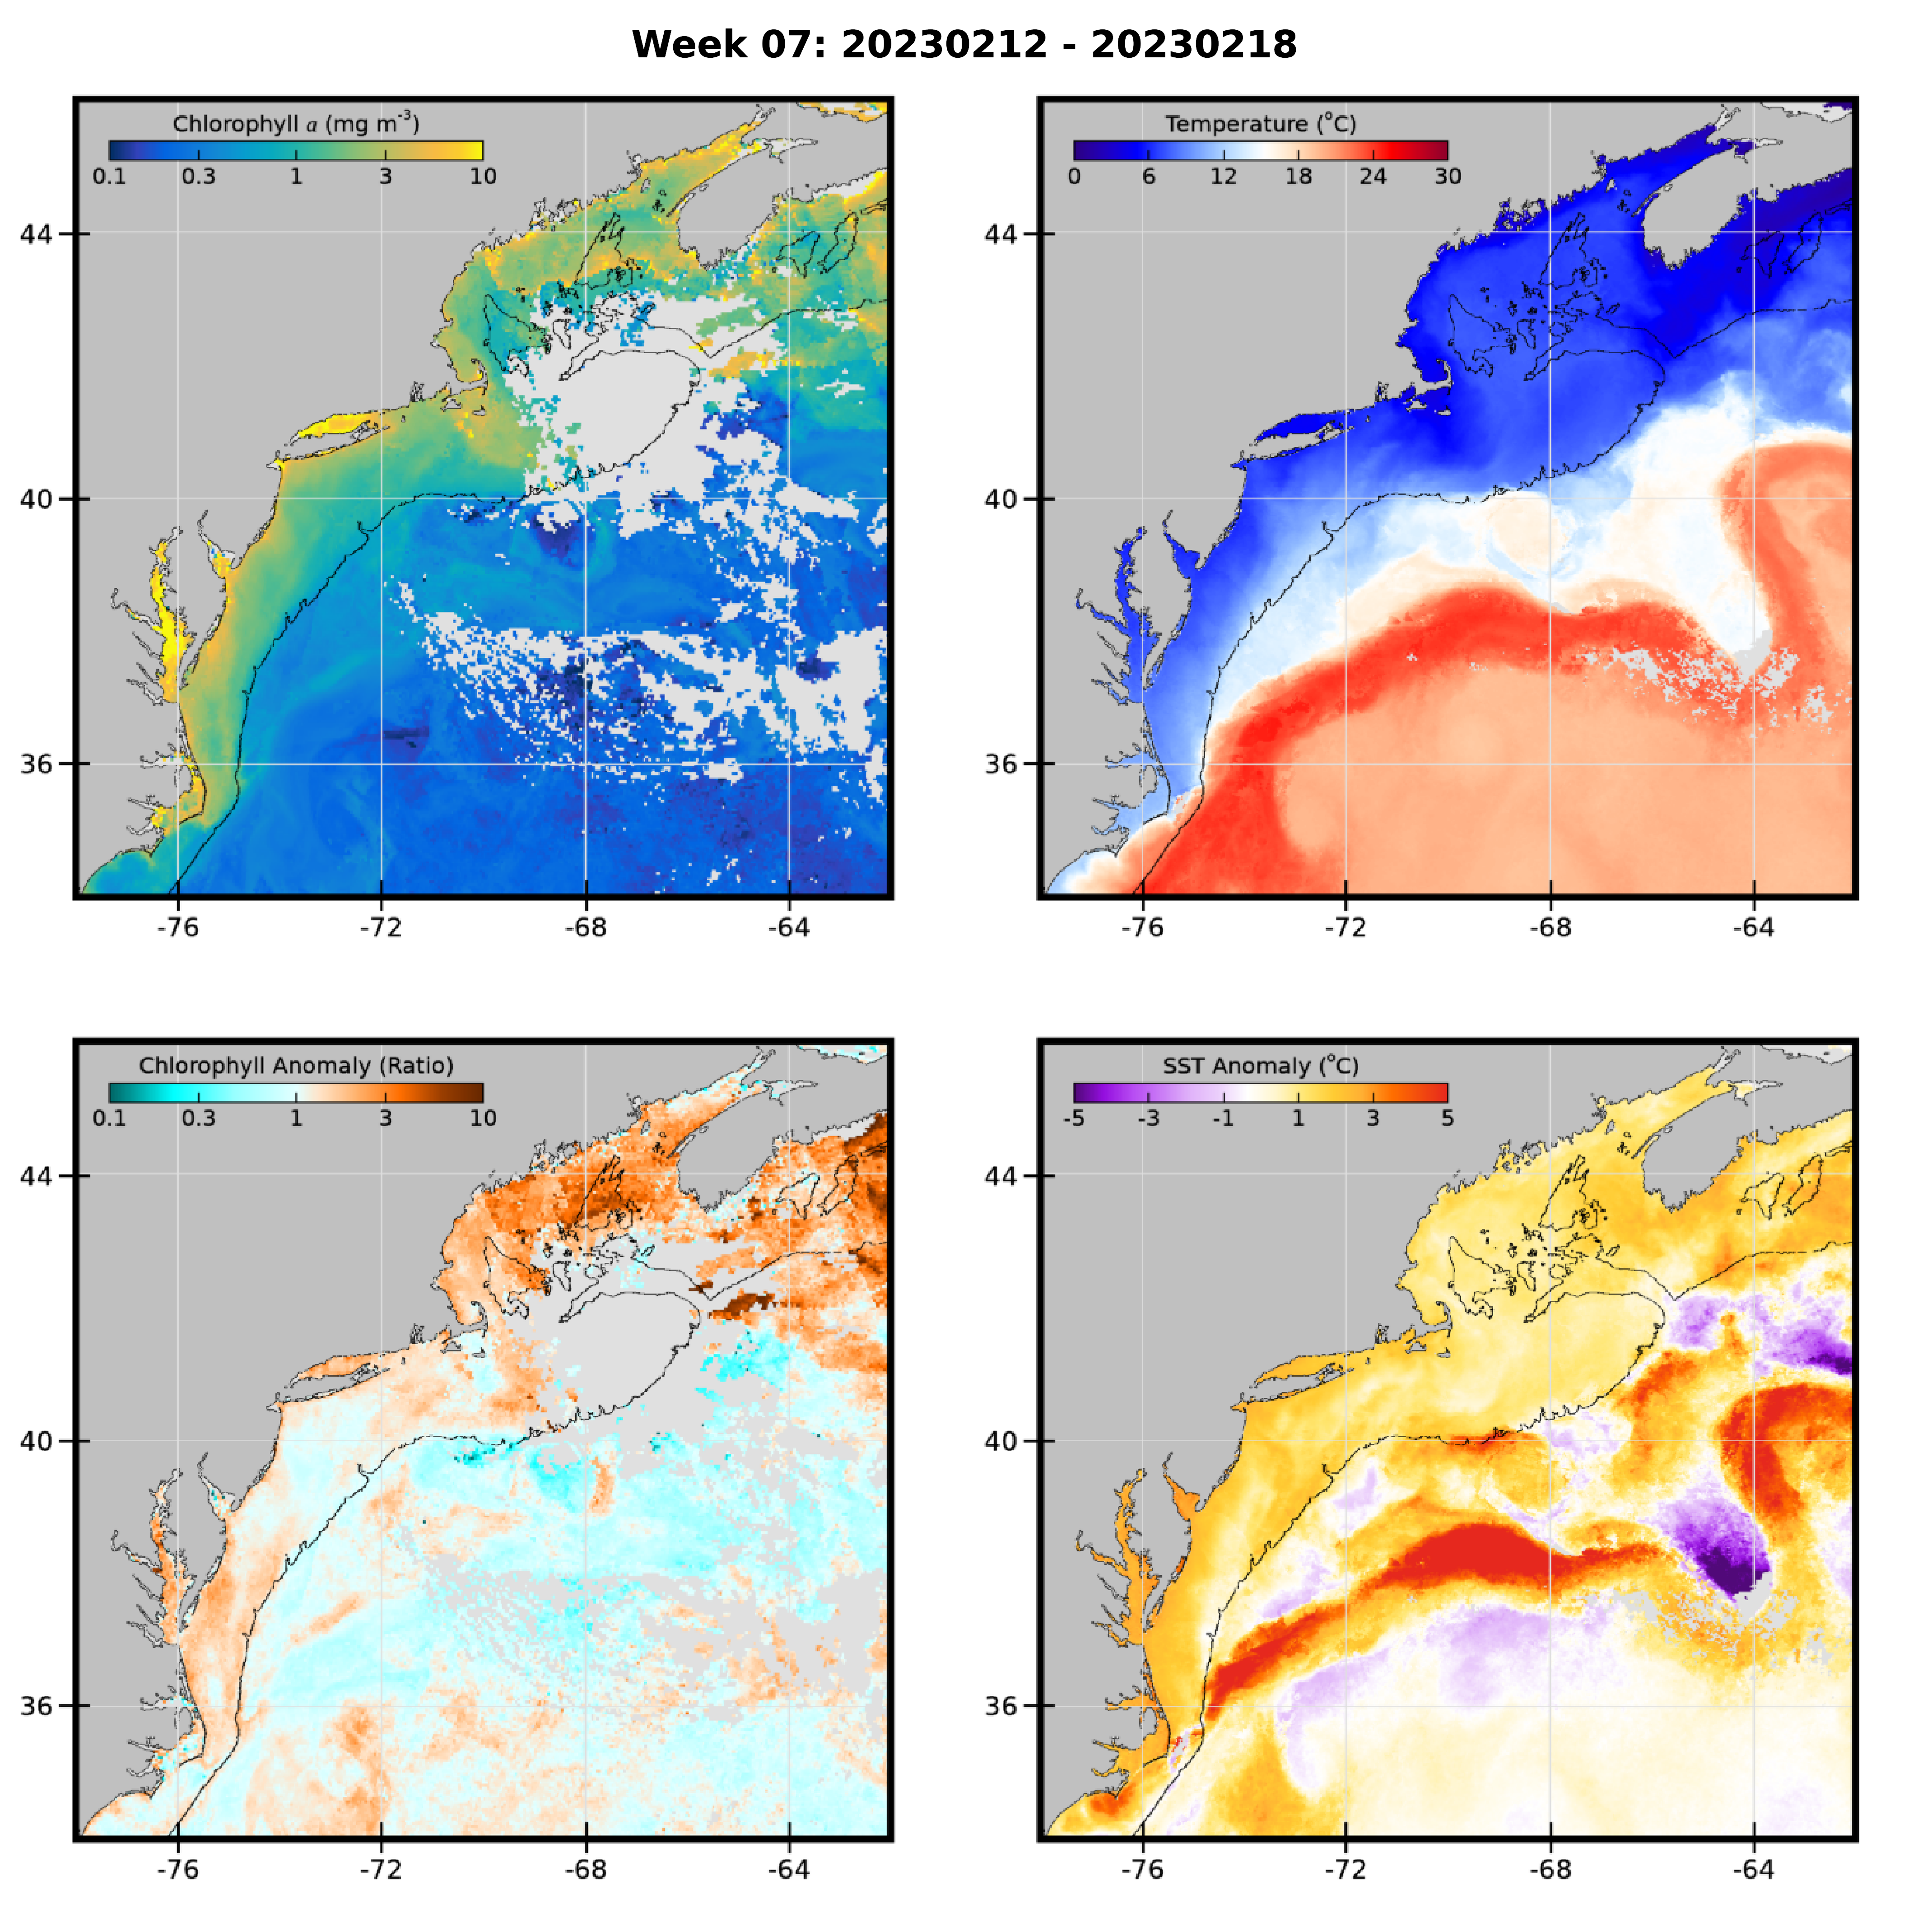 Week 07: 20230212 - 20230218
Chlorophyll a (mg m⁻³)
0.1 0.3 1 3 10
44
40
36
-76 -72 -68 -64
Temperature (°C)
0 6 12 18 24 30
44
40
36
-76 -72 -68 -64
Chlorophyll Anomaly (Ratio)
0.1 0.3 1 3 10
44
40
36
-76 -72 -68 -64
SST Anomaly (°C)
-5 -3 -1 1 3 5
44
40
36
-76 -72 -68 -64